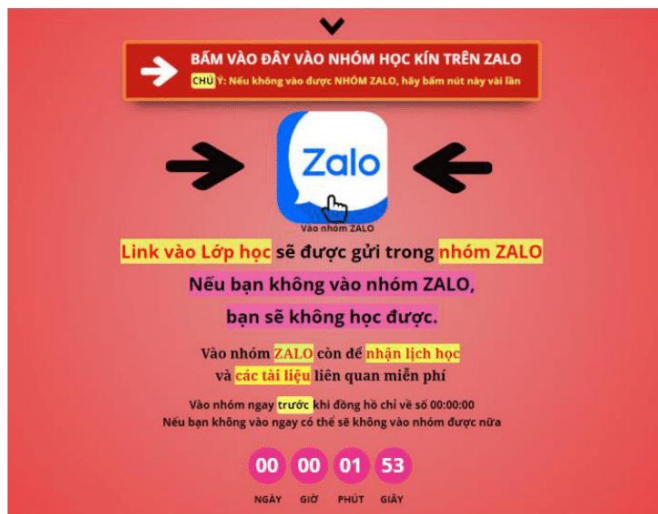 BẤM VÀO ĐÂY VÀO NHÓM HỌC KÍN TRÊN ZALO
CHÚ Ý: Nếu không vào được NHÓM ZALO, hãy bấm nút này vài lần
Zalo
Vào nhóm ZALO
Link vào Lớp học sẽ được gửi trong nhóm ZALO
Nếu bạn không vào nhóm ZALO,
bạn sẽ không học được.
Vào nhóm ZALO còn để nhận lịch học
và các tài liệu liên quan miễn phí
Vào nhóm ngay trước khi đồng hồ chỉ về số 00:00:00
Nếu bạn không vào ngay có thể sẽ không vào nhóm được nữa
00 00 01 53
NGÀY GIỜ PHÚT GIÂY